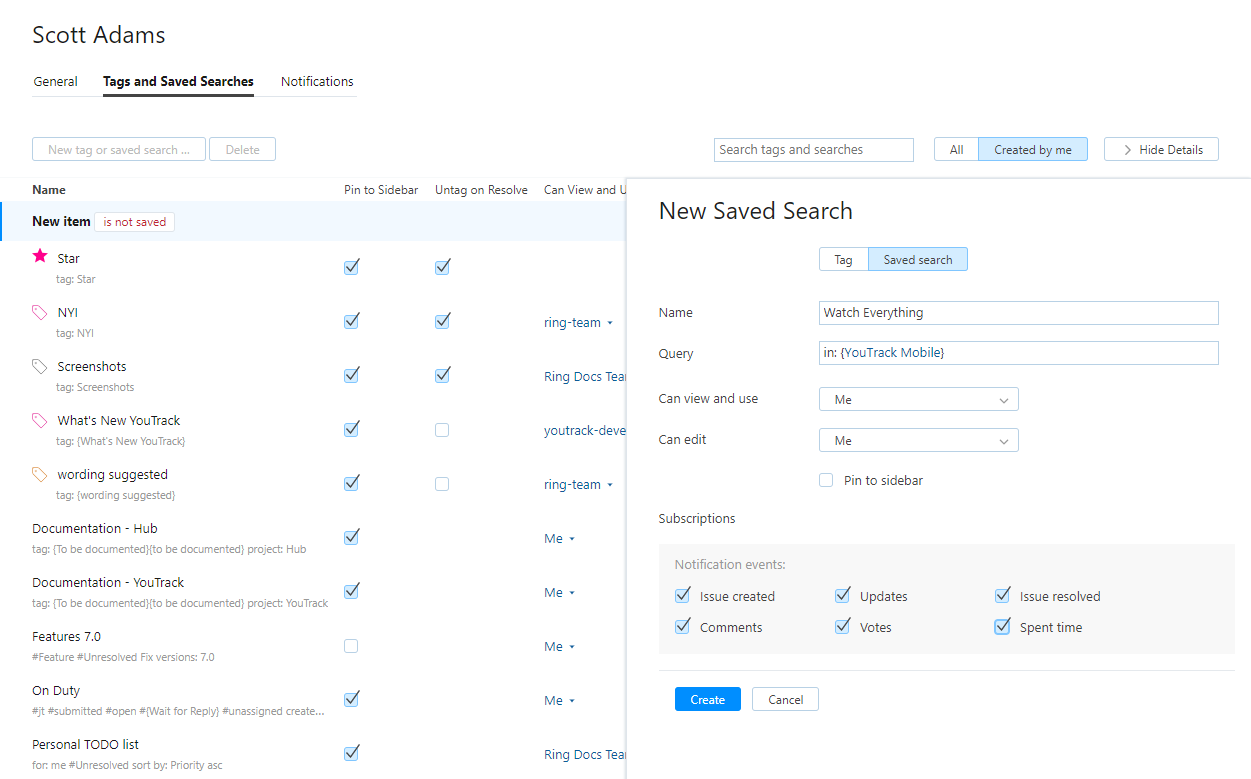 Scott Adams
General Tags and Saved Searches Notifications
New tag or saved search ... Delete Search tags and searches All Created by me Hide Details
Name Pin to Sidebar Untag on Resolve Can View and U
New item is not saved
Star
tag: Star
NYI
tag: NYI
ring-team
Screenshots
tag: Screenshots
Ring Docs Tea
What's New YouTrack
tag: {What's New YouTrack}
youtrack-deve
wording suggested
tag: {wording suggested}
ring-team
Documentation - Hub
tag: {To be documented}{to be documented} project: Hub
Me
Documentation - YouTrack
tag: {To be documented}{to be documented} project: YouTrack
Me
Features 7.0
#Feature #Unresolved Fix versions: 7.0
Me
On Duty
#jt #submitted #open #{Wait for Reply} #unassigned create...
Me
Personal TODO list
for: me #Unresolved sort by: Priority asc
Ring Docs Tea
New Saved Search
Tag Saved search
Name Watch Everything
Query in: {YouTrack Mobile}
Can view and use Me
Can edit Me
Pin to sidebar
Subscriptions
Notification events:
Issue created Updates Issue resolved
Comments Votes Spent time
Create Cancel